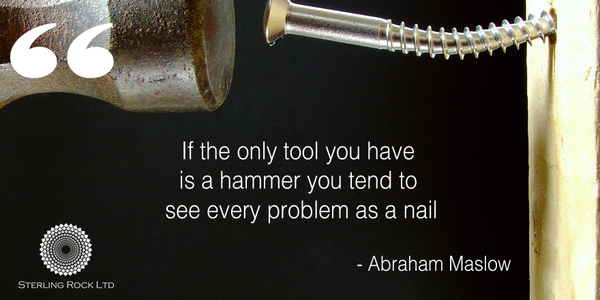 “
If the only tool you have
is a hammer you tend to
see every problem as a nail
- Abraham Maslow
STERLING ROCK LTD